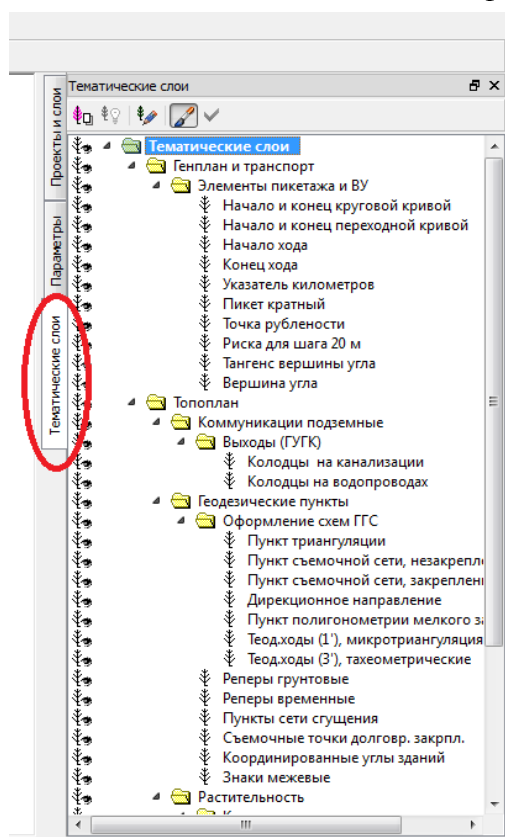 Тематические слои
Проекты и слои
Параметры
Тематические слои
Тематические слои
Генплан и транспорт
Элементы пикетажа и ВУ
Начало и конец круговой кривой
Начало и конец переходной кривой
Начало хода
Конец хода
Указатель километров
Пикет кратный
Точка рублености
Риска для шага 20 м
Тангенс вершины угла
Вершина угла
Топоплан
Коммуникации подземные
Выходы (ГУГК)
Колодцы на канализации
Колодцы на водопроводах
Геодезические пункты
Оформление схем ГГС
Пункт триангуляции
Пункт съемочной сети, незакрепл
Пункт съемочной сети, закреплен
Дирекционное направление
Пункт полигонометрии мелкого за
Теод.ходы (1'), микротриангуляция
Теод.ходы (3'), тахеометрические
Реперы грунтовые
Реперы временные
Пункты сети сгущения
Съемочные точки долговр. закрпл.
Координированные углы зданий
Знаки межевые
Растительность